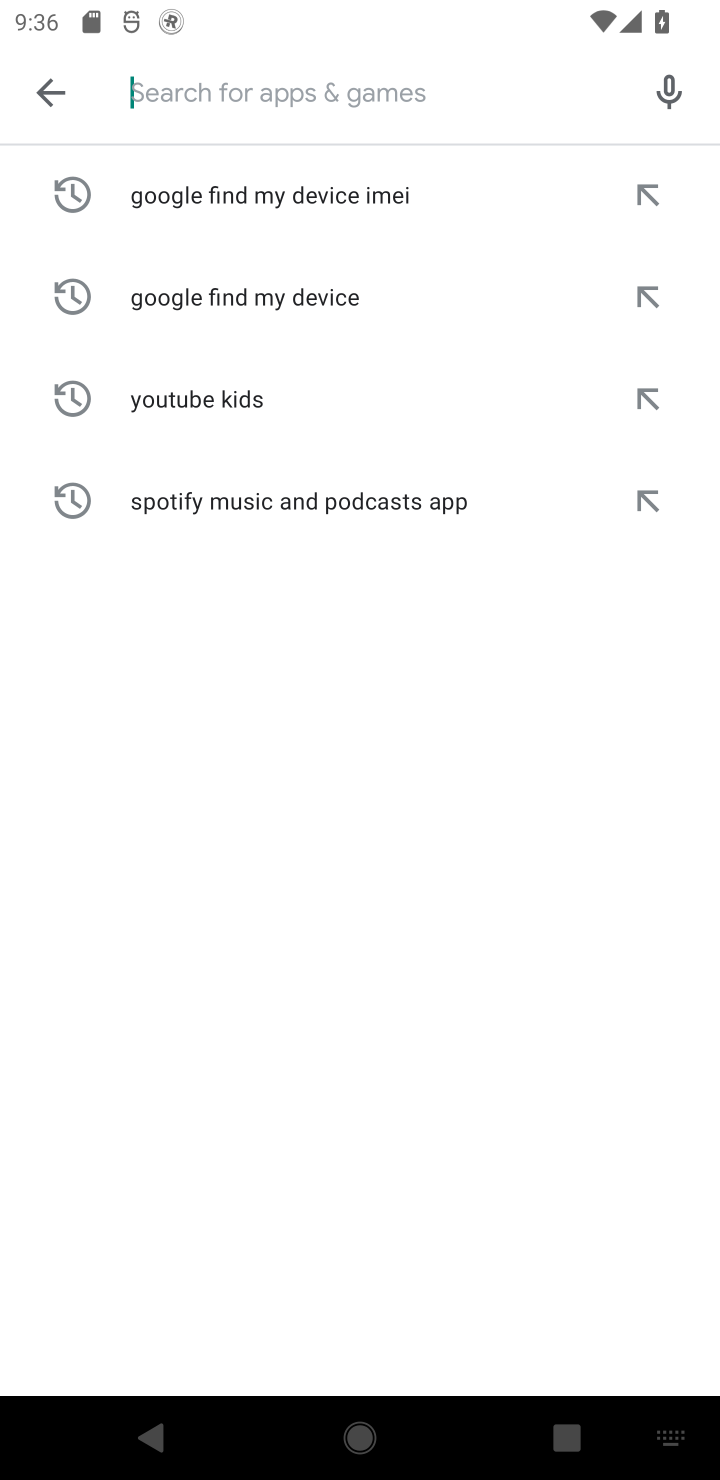 9:36
Search for apps & games
google find my device imei
google find my device
youtube kids
spotify music and podcasts app